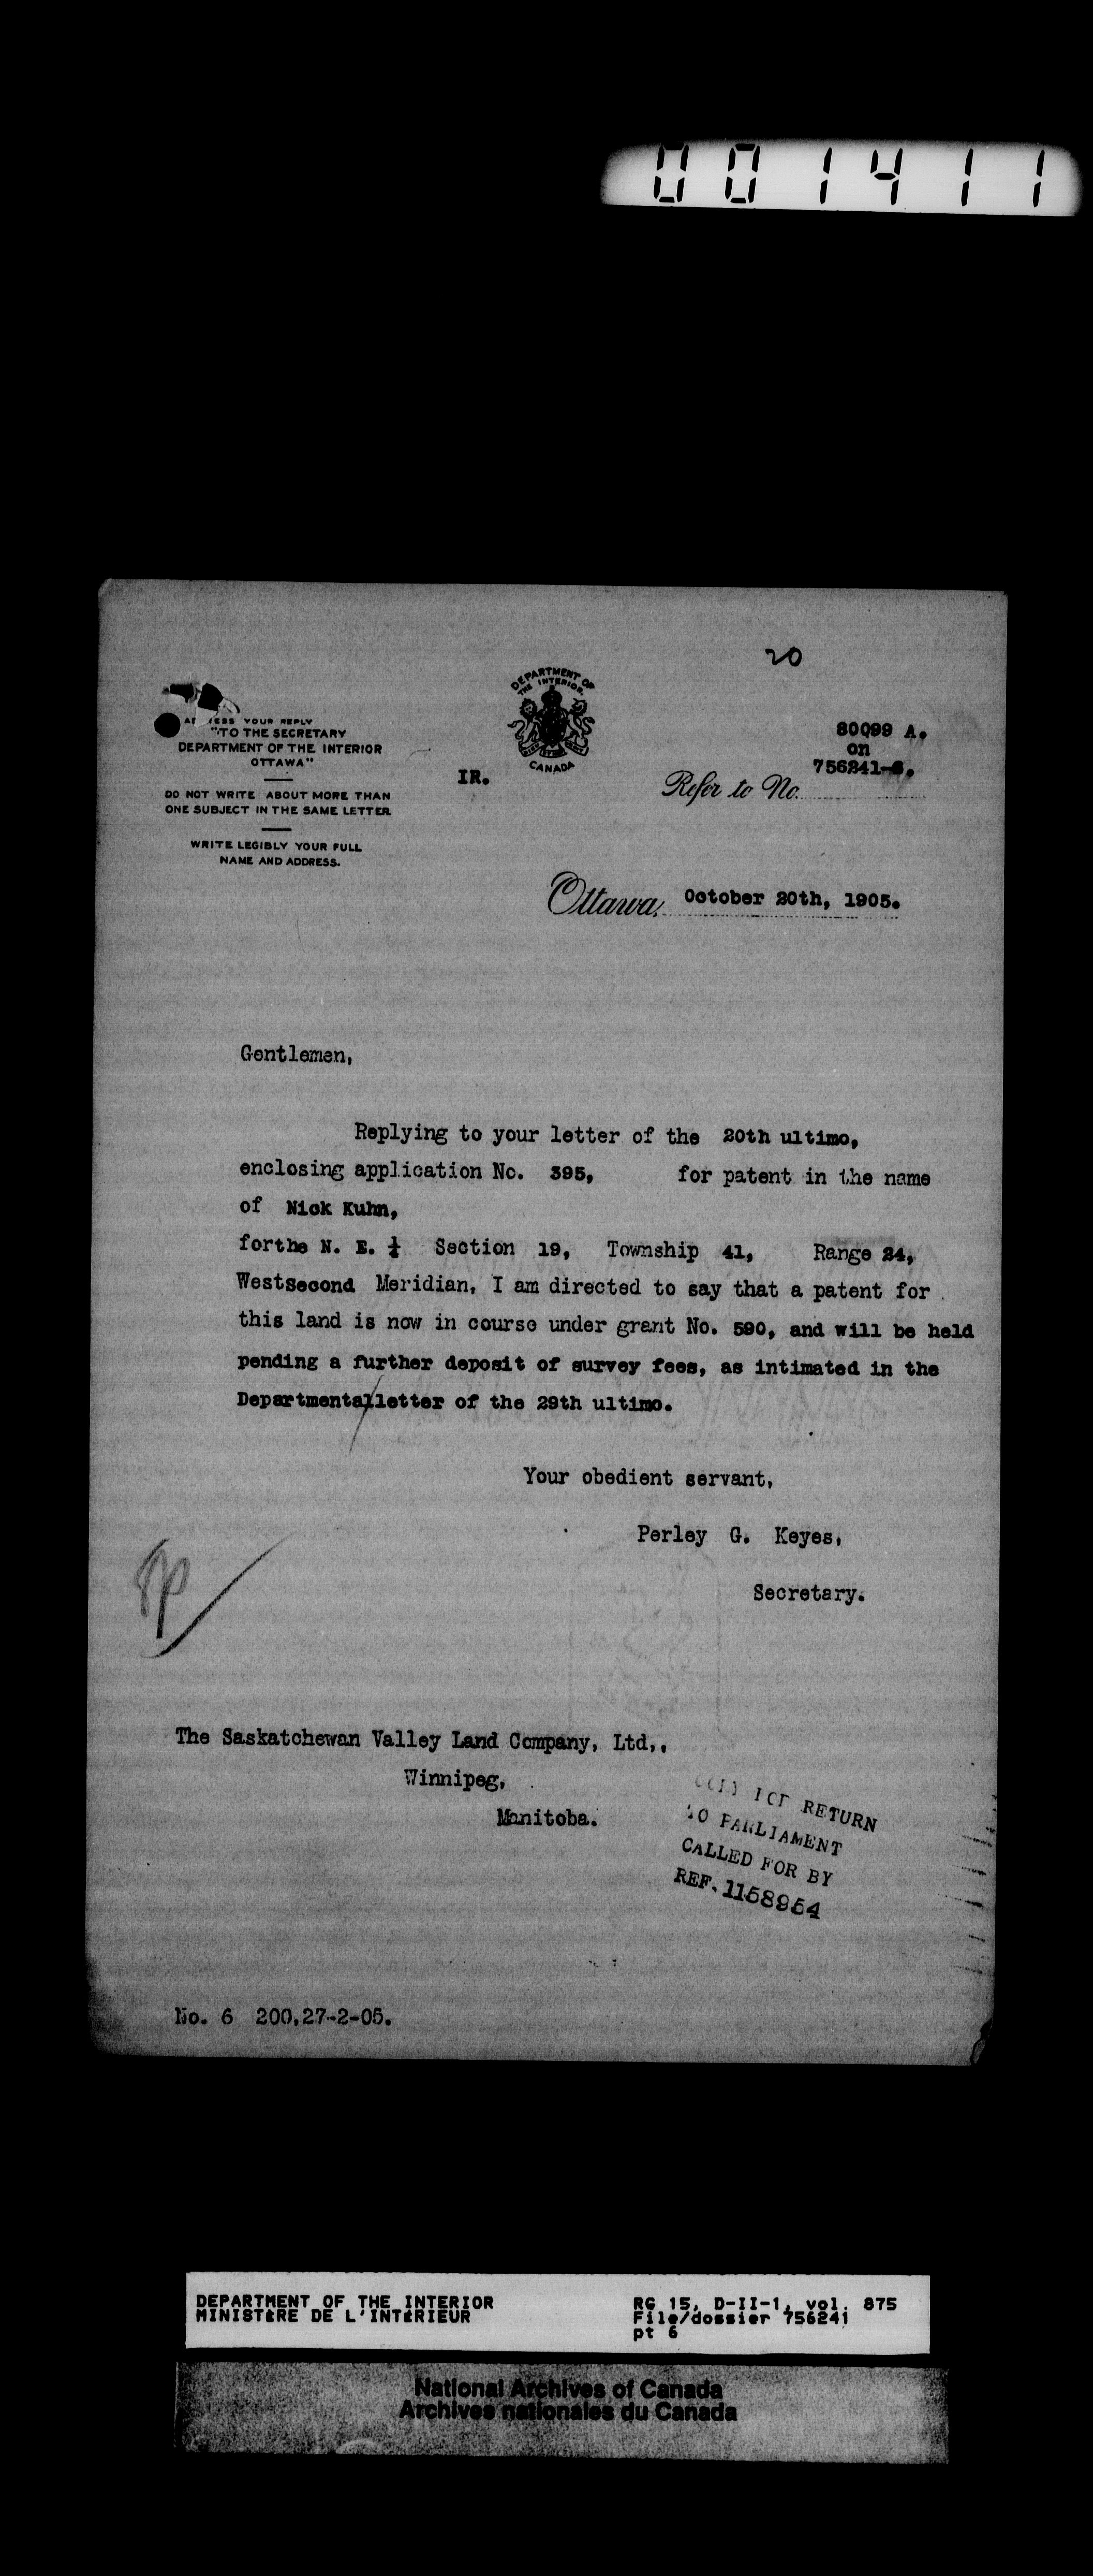 001411
20
DEPARTMENT OF
THE INTERIOR.
CANADA
YOUR REPLY
"TO THE SECRETARY
DEPARTMENT OF THE INTERIOR
OTTAWA"
DO NOT WRITE ABOUT MORE THAN
ONE SUBJECT IN THE SAME LETTER
WRITE LEGIBLY YOUR FULL
NAME AND ADDRESS.
IR.
80099 A.
on
756241-6.
Refer to No.
Ottawa, October 20th, 1905.
Gentlemen,
Replying to your letter of the 20th ultimo,
enclosing application No. 395, for patent in the name
of Nick Kuhn,
forthe N. E. ¼ Section 19, Township 41, Range 24,
Westsecond Meridian, I am directed to say that a patent for
this land is now in course under grant No. 590, and will be held
pending a further deposit of survey fees, as intimated in the
Departmental/letter of the 29th ultimo.
Your obedient servant,
Perley G. Keyes,
Secretary.
The Saskatchewan Valley Land Company, Ltd,,
Winnipeg,
Manitoba.
RETURN
TO PARLIAMENT
CALLED FOR BY
REF. 1158954
No. 6 200,27-2-05.
DEPARTMENT OF THE INTERIOR
MINISTÈRE DE L'INTÉRIEUR
RG 15, D-II-1, vol. 875
File/dossier 756241
pt 6
National Archives of Canada
Archives nationales du Canada